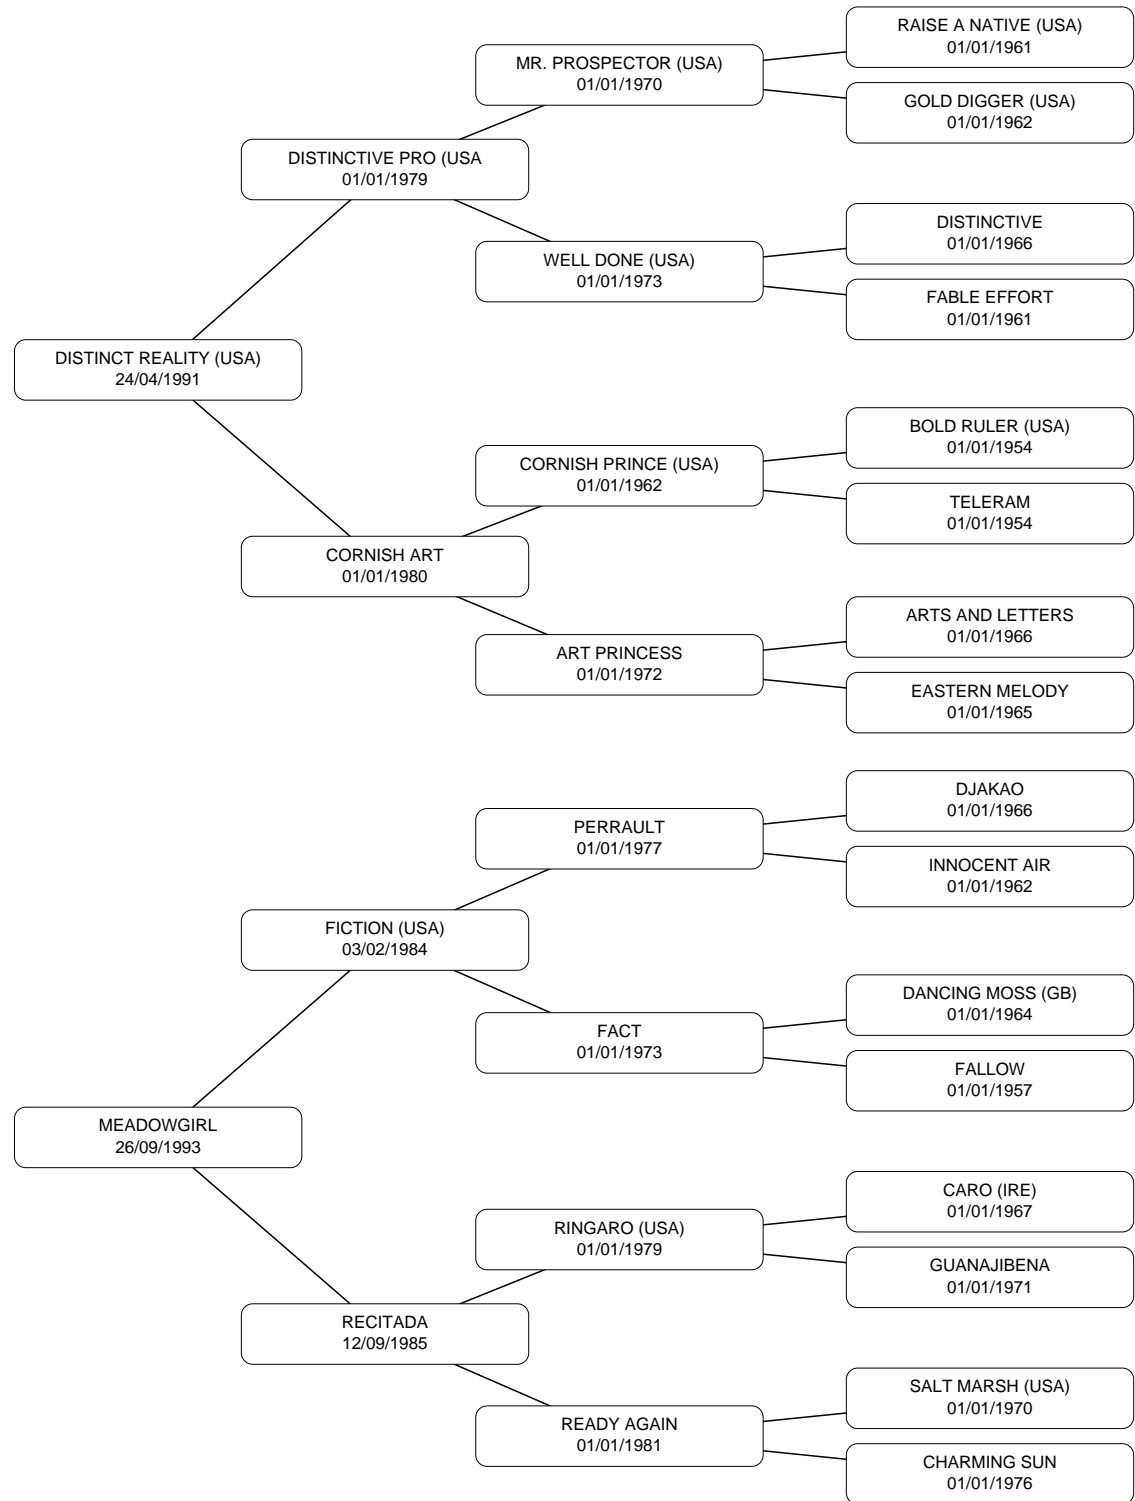 RAISE A NATIVE (USA)
01/01/1961
MR. PROSPECTOR (USA)
01/01/1970
GOLD DIGGER (USA)
01/01/1962
DISTINCTIVE PRO (USA
01/01/1979
DISTINCTIVE
01/01/1966
WELL DONE (USA)
01/01/1973
FABLE EFFORT
01/01/1961
DISTINCT REALITY (USA)
24/04/1991
BOLD RULER (USA)
01/01/1954
CORNISH PRINCE (USA)
01/01/1962
TELERAM
01/01/1954
CORNISH ART
01/01/1980
ARTS AND LETTERS
01/01/1966
ART PRINCESS
01/01/1972
EASTERN MELODY
01/01/1965
DJAKAO
01/01/1966
PERRAULT
01/01/1977
INNOCENT AIR
01/01/1962
FICTION (USA)
03/02/1984
DANCING MOSS (GB)
01/01/1964
FACT
01/01/1973
FALLOW
01/01/1957
MEADOWGIRL
26/09/1993
CARO (IRE)
01/01/1967
RINGARO (USA)
01/01/1979
GUANAJIBENA
01/01/1971
RECITADA
12/09/1985
SALT MARSH (USA)
01/01/1970
READY AGAIN
01/01/1981
CHARMING SUN
01/01/1976